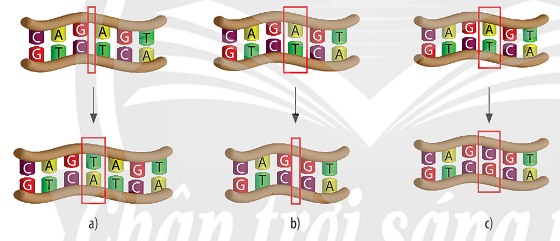 C A G A G T C A G A G T C A G A G T
G T C T C A G T C T C A G T C T C A
C A G T A G T C A G G T C A G C G T
G T C A T C A G T C C A G T C G C A
a) b) c)
Chân trời sáng